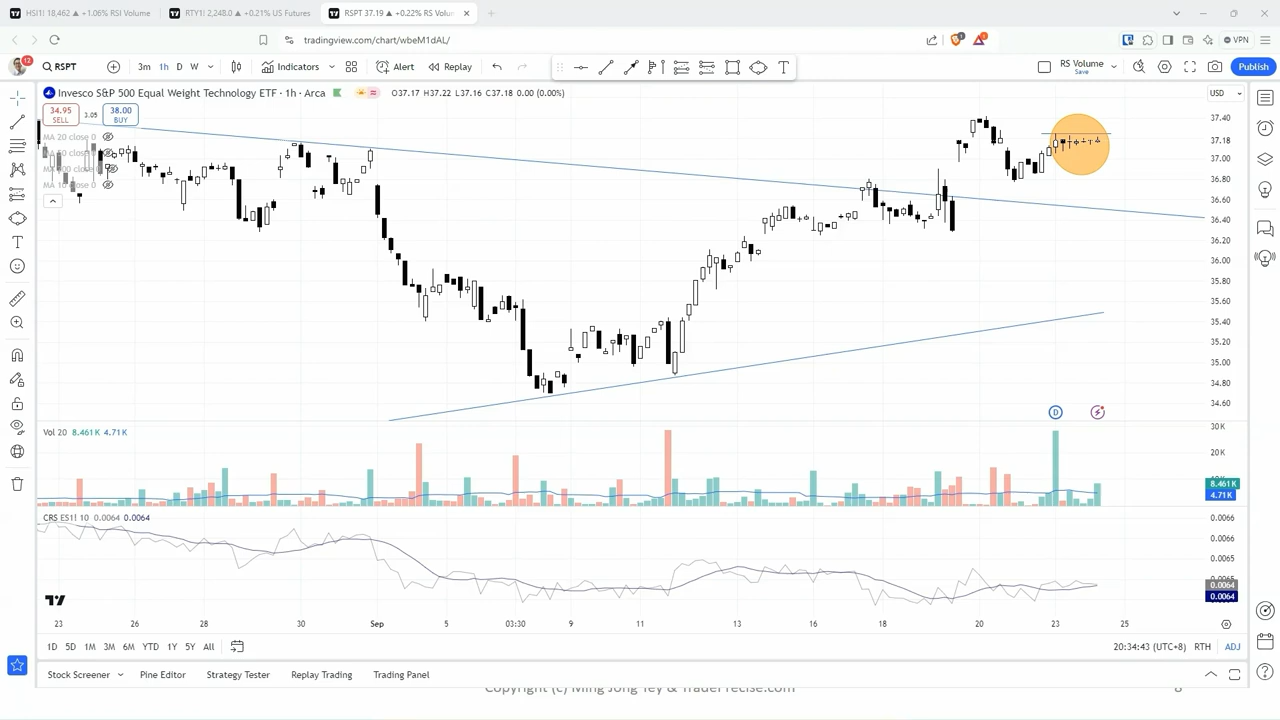 HSI1! 18,462 ▲ +1.06% RSI Volume
RTY1! 2,248.0 ▲ +0.21% US Futures
RSPT 37.19 ▲ +0.22% RS Volun
tradingview.com/chart/wbeM1dAL/
VPN
12 RSPT 3m 1h D W Indicators Alert Replay RS Volume Save Publish
Invesco S&P 500 Equal Weight Technology ETF · 1h · Arca O37.17 H37.22 L37.16 C37.18 0.00 (0.00%)
USD
34.95 SELL 3.05 38.00 BUY
MA 20 close 0
MA 10 close 0
37.40
37.18
37.00
36.80
36.60
36.40
36.20
36.00
35.80
35.60
35.40
35.20
35.00
34.80
34.60
D
Vol 20 8.461K 4.71K
30K
20K
8.461K
4.71K
CRS ES1! 10 0.0064 0.0064
0.0066
0.0066
0.0065
0.0064
0.0064
23 26 28 30 Sep 5 03:30 9 11 13 16 18 20 23 25
1D 5D 1M 3M 6M YTD 1Y 5Y All 20:34:43 (UTC+8) RTH ADJ
Stock Screener Pine Editor Strategy Tester Replay Trading Trading Panel
Copyright (c) Ming Jong Tey & TradePrecise.com 8